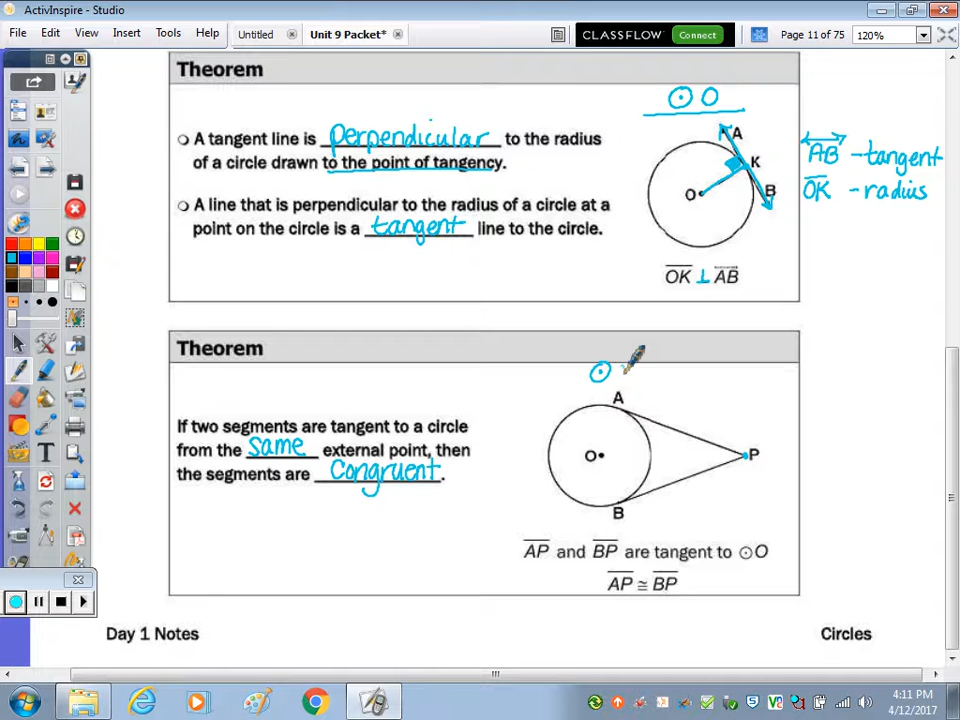 ActivInspire - Studio
File Edit View Insert Tools Help
Untitled
Unit 9 Packet*
CLASSFLOW Connect
Page 11 of 75
120%
Theorem
A tangent line is perpendicular to the radius
of a circle drawn to the point of tangency.
A line that is perpendicular to the radius of a circle at a
point on the circle is a tangent line to the circle.
⊙ O
A
K
O
B
OK ⊥ AB
AB - tangent
OK - radius
Theorem
If two segments are tangent to a circle
from the same external point, then
the segments are congruent.
⊙
A
O
P
B
AP and BP are tangent to ⊙O
AP ≅ BP
Day 1 Notes
Circles
4:11 PM
4/12/2017